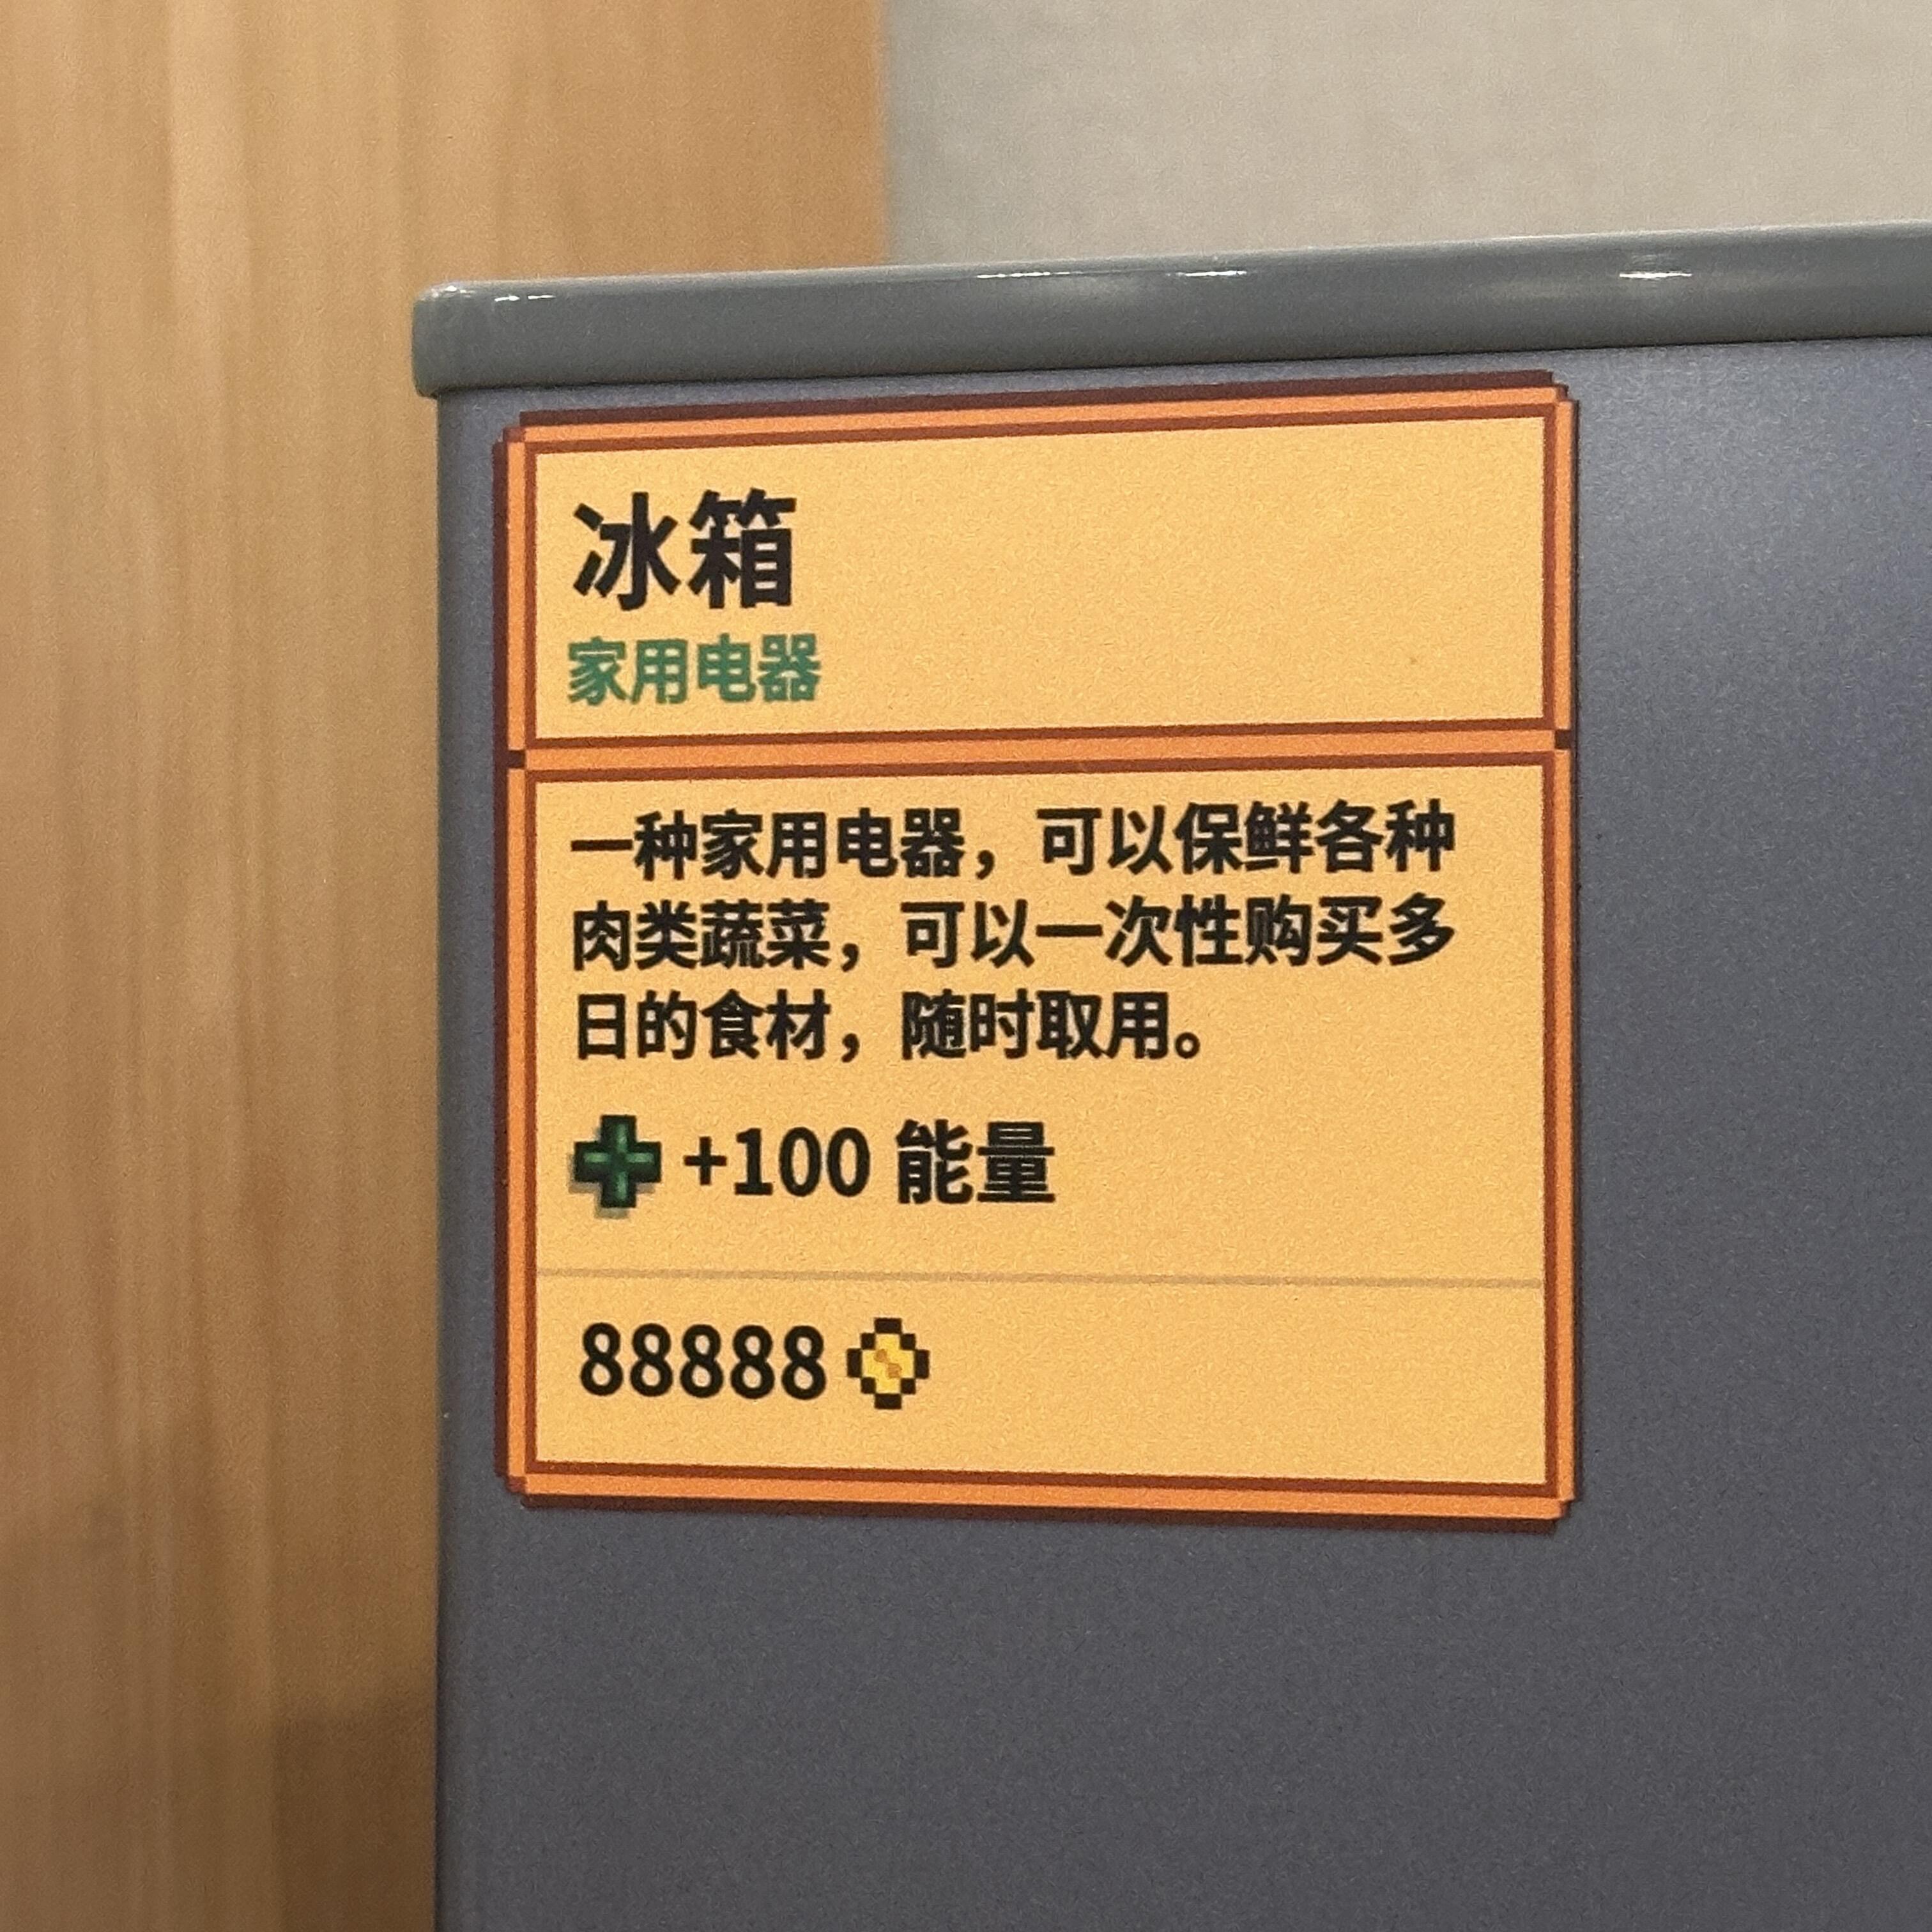 冰箱
家用电器
一种家用电器，可以保鲜各种
肉类蔬菜，可以一次性购买多
日的食材，随时取用。
+100 能量
88888